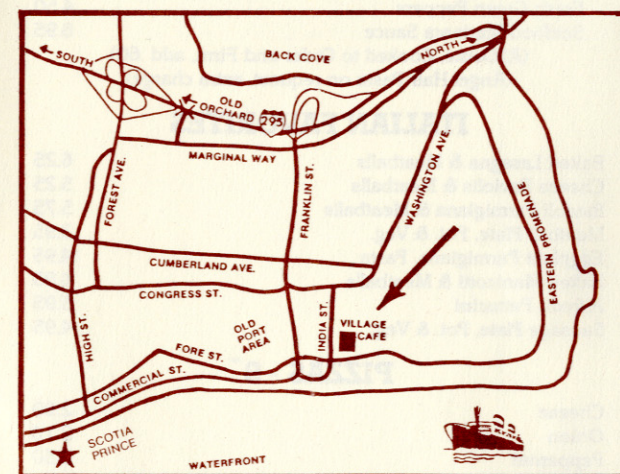 ← SOUTH
BACK COVE
NORTH →
OLD
ORCHARD
295
MARGINAL WAY
FOREST AVE.
FRANKLIN ST.
WASHINGTON AVE.
EASTERN PROMENADE
CUMBERLAND AVE.
CONGRESS ST.
HIGH ST.
OLD
PORT
AREA
INDIA ST.
VILLAGE
CAFÉ
FORE ST.
COMMERCIAL ST.
SCOTIA
PRINCE
WATERFRONT